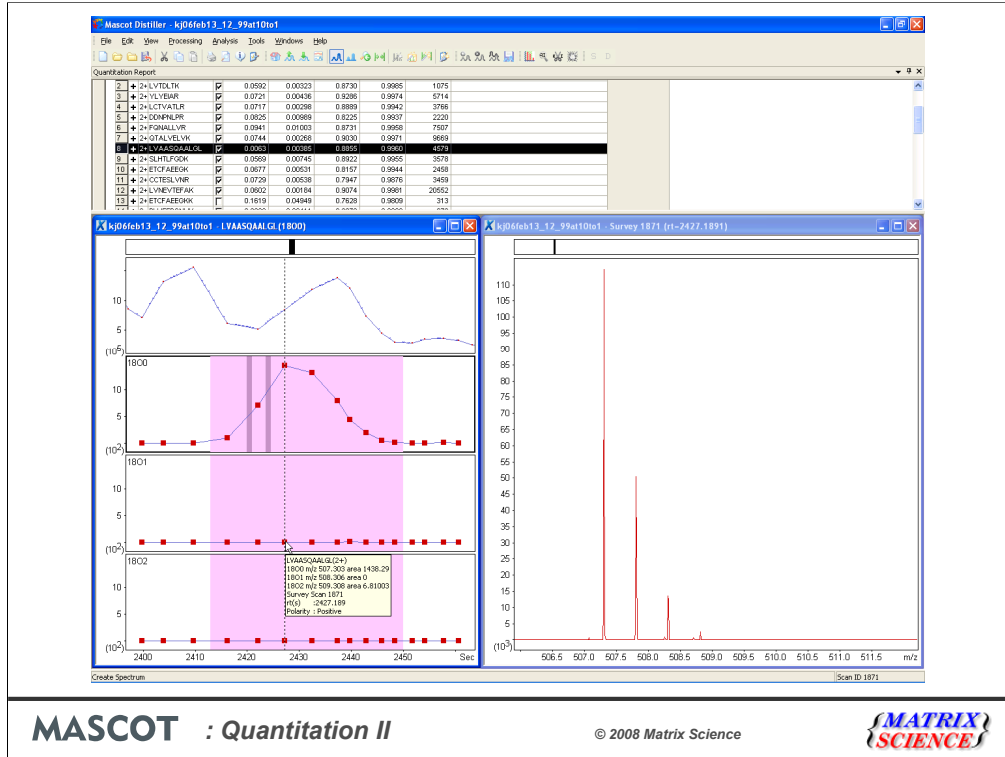 Mascot Distiller - kj06feb13_12_99at10to1
File Edit View Processing Analysis Tools Windows Help
Quantitation Report
2 + 2+ LVTDLTK 0.0592 0.00323 0.8730 0.9985 1075
3 + 2+ YLYEIAR 0.0721 0.00436 0.9286 0.9974 5714
4 + 2+ LCTVATLR 0.0717 0.00298 0.8889 0.9942 3766
5 + 2+ DDNPNLPR 0.0825 0.00989 0.8225 0.9937 2220
6 + 2+ FQNALLVR 0.0941 0.01003 0.8731 0.9958 7507
7 + 2+ QTALVELVK 0.0744 0.00268 0.9030 0.9971 9669
8 + 2+ LVAASQAALGL 0.0063 0.00385 0.8855 0.9960 4579
9 + 2+ SLHTLFGDK 0.0569 0.00745 0.8922 0.9955 3578
10 + 2+ ETCFAEEGK 0.0677 0.00531 0.8157 0.9944 2458
11 + 2+ CCTESLVNR 0.0729 0.00538 0.7947 0.9876 3459
12 + 2+ LVNEVTEFAK 0.0602 0.00184 0.9074 0.9981 20552
13 + 2+ ETCFAEEGKK 0.1619 0.04949 0.7628 0.9809 313
kj06feb13_12_99at10to1 - LVAASQAALGL (18O0)
10
5
(10⁵)
18O0
10
5
(10²)
18O1
10
5
(10²)
18O2
10
5
(10²)
2400 2410 2420 2430 2440 2450 Sec
LVAASQAALGL(2+)
18O0 m/z 507.303 area 1438.29
18O1 m/z 508.306 area 0
18O2 m/z 509.308 area 6.81003
Survey Scan 1871
rt(s) :2427.189
Polarity : Positive
kj06feb13_12_99at10to1 - Survey 1871 (rt=2427.1891)
110
105
100
95
90
85
80
75
70
65
60
55
50
45
40
35
30
25
20
15
10
5
(10³)
506.5 507.0 507.5 508.0 508.5 509.0 509.5 510.0 510.5 511.0 511.5 m/z
Create Spectrum
Scan ID 1871
MASCOT : Quantitation II
© 2008 Matrix Science
{MATRIX
SCIENCE}